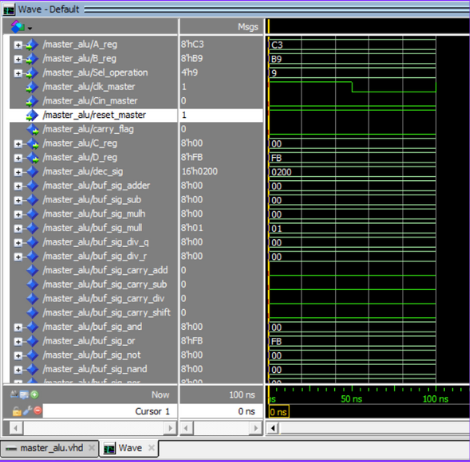 Wave - Default
Msgs
/master_alu/A_reg 8'hC3 C3
/master_alu/B_reg 8'hB9 B9
/master_alu/Sel_operation 4'h9 9
/master_alu/clk_master 1
/master_alu/Cin_master 0
/master_alu/reset_master 1
/master_alu/carry_flag 0
/master_alu/C_reg 8'h00 00
/master_alu/D_reg 8'hFB FB
/master_alu/dec_sig 16'h0200 0200
/master_alu/buf_sig_adder 8'h00 00
/master_alu/buf_sig_sub 8'h00 00
/master_alu/buf_sig_mulh 8'h00 00
/master_alu/buf_sig_mull 8'h01 01
/master_alu/buf_sig_div_q 8'h00 00
/master_alu/buf_sig_div_r 8'h00 00
/master_alu/buf_sig_carry_add 0
/master_alu/buf_sig_carry_sub 0
/master_alu/buf_sig_carry_div 0
/master_alu/buf_sig_carry_shift 0
/master_alu/buf_sig_and 8'h00 00
/master_alu/buf_sig_or 8'hFB FB
/master_alu/buf_sig_not 8'h00 00
/master_alu/buf_sig_nand 8'h00 00
Now 100 ns 50 ns 100 ns
Cursor 1 0 ns 0 ns
master_alu.vhd Wave